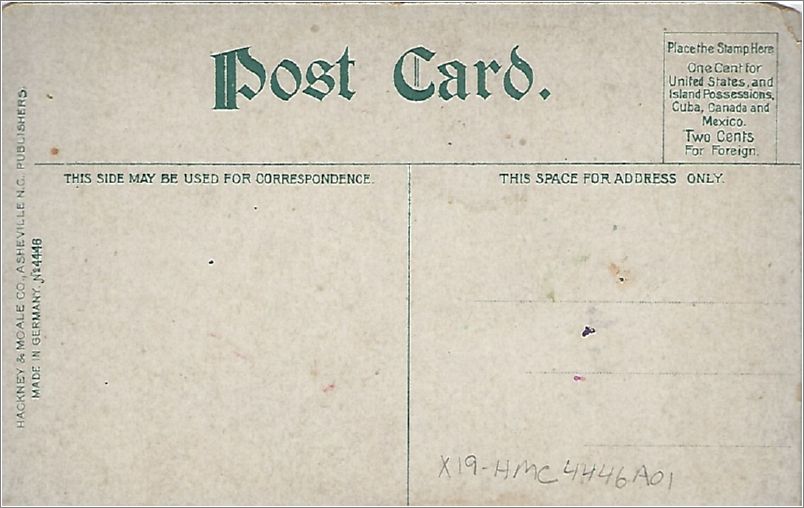 Post Card.
Place the Stamp Here
One Cent for
United States, and
Island Possessions,
Cuba, Canada and
Mexico.
Two Cents
For Foreign.
THIS SIDE MAY BE USED FOR CORRESPONDENCE.
THIS SPACE FOR ADDRESS ONLY.
HACKNEY & MOALE CO., ASHEVILLE N.C. PUBLISHERS.
MADE IN GERMANY. No 4446
X19-HMC4446A01